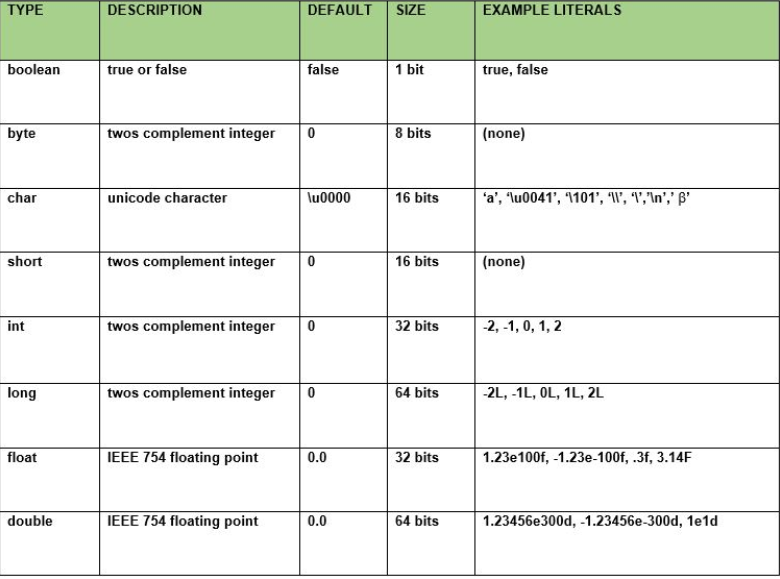 TYPE DESCRIPTION DEFAULT SIZE EXAMPLE LITERALS
boolean true or false false 1 bit true, false
byte twos complement integer 0 8 bits (none)
char unicode character \u0000 16 bits ‘a’, ‘\u0041’, ‘\101’, ‘\\’, ‘\’,’\n’,’ β’
short twos complement integer 0 16 bits (none)
int twos complement integer 0 32 bits -2, -1, 0, 1, 2
long twos complement integer 0 64 bits -2L, -1L, 0L, 1L, 2L
float IEEE 754 floating point 0.0 32 bits 1.23e100f, -1.23e-100f, .3f, 3.14F
double IEEE 754 floating point 0.0 64 bits 1.23456e300d, -1.23456e-300d, 1e1d